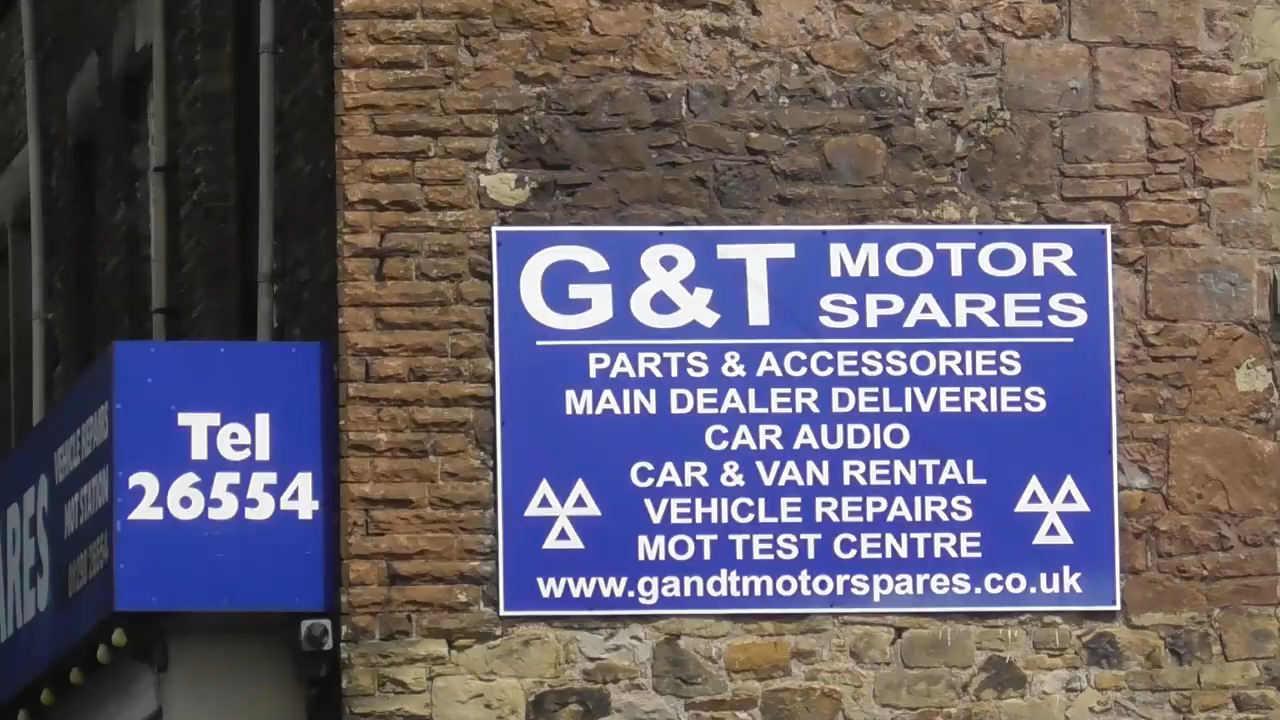 G&T MOTOR SPARES
PARTS & ACCESSORIES
MAIN DEALER DELIVERIES
CAR AUDIO
CAR & VAN RENTAL
VEHICLE REPAIRS
MOT TEST CENTRE
www.gandtmotorspares.co.uk
Tel
26554
VEHICLE REPAIRS
MOT STATION